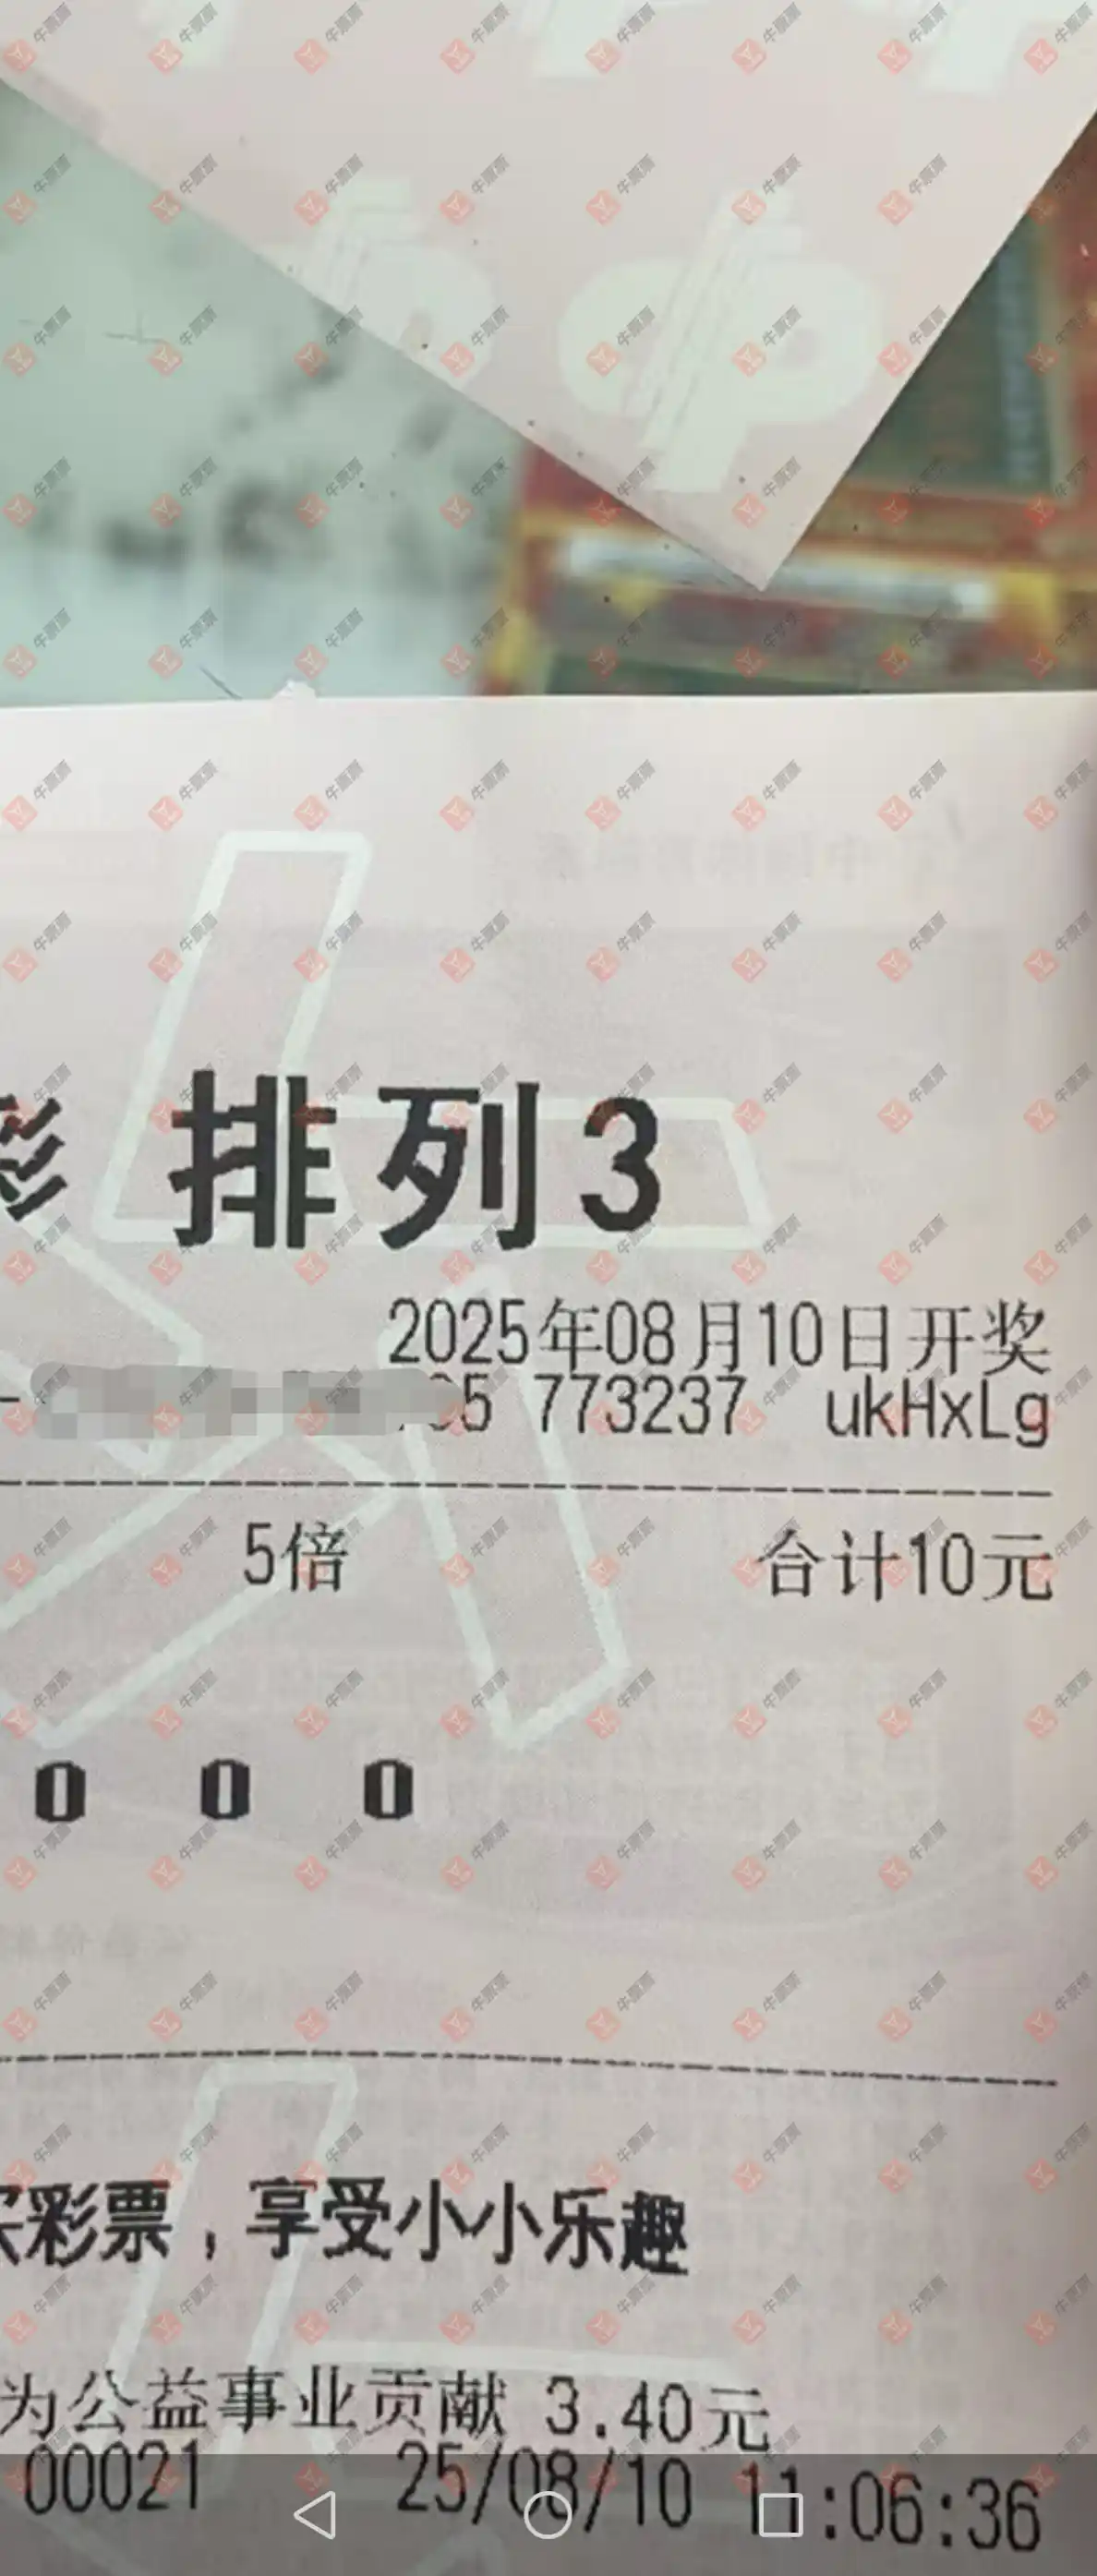 彩 排列3
2025年08月10日开奖
5 773237 ukHxLg
5倍 合计10元
0 0 0
买彩票，享受小小乐趣
为公益事业贡献 3.40元
00021 25/08/10 11:06:36